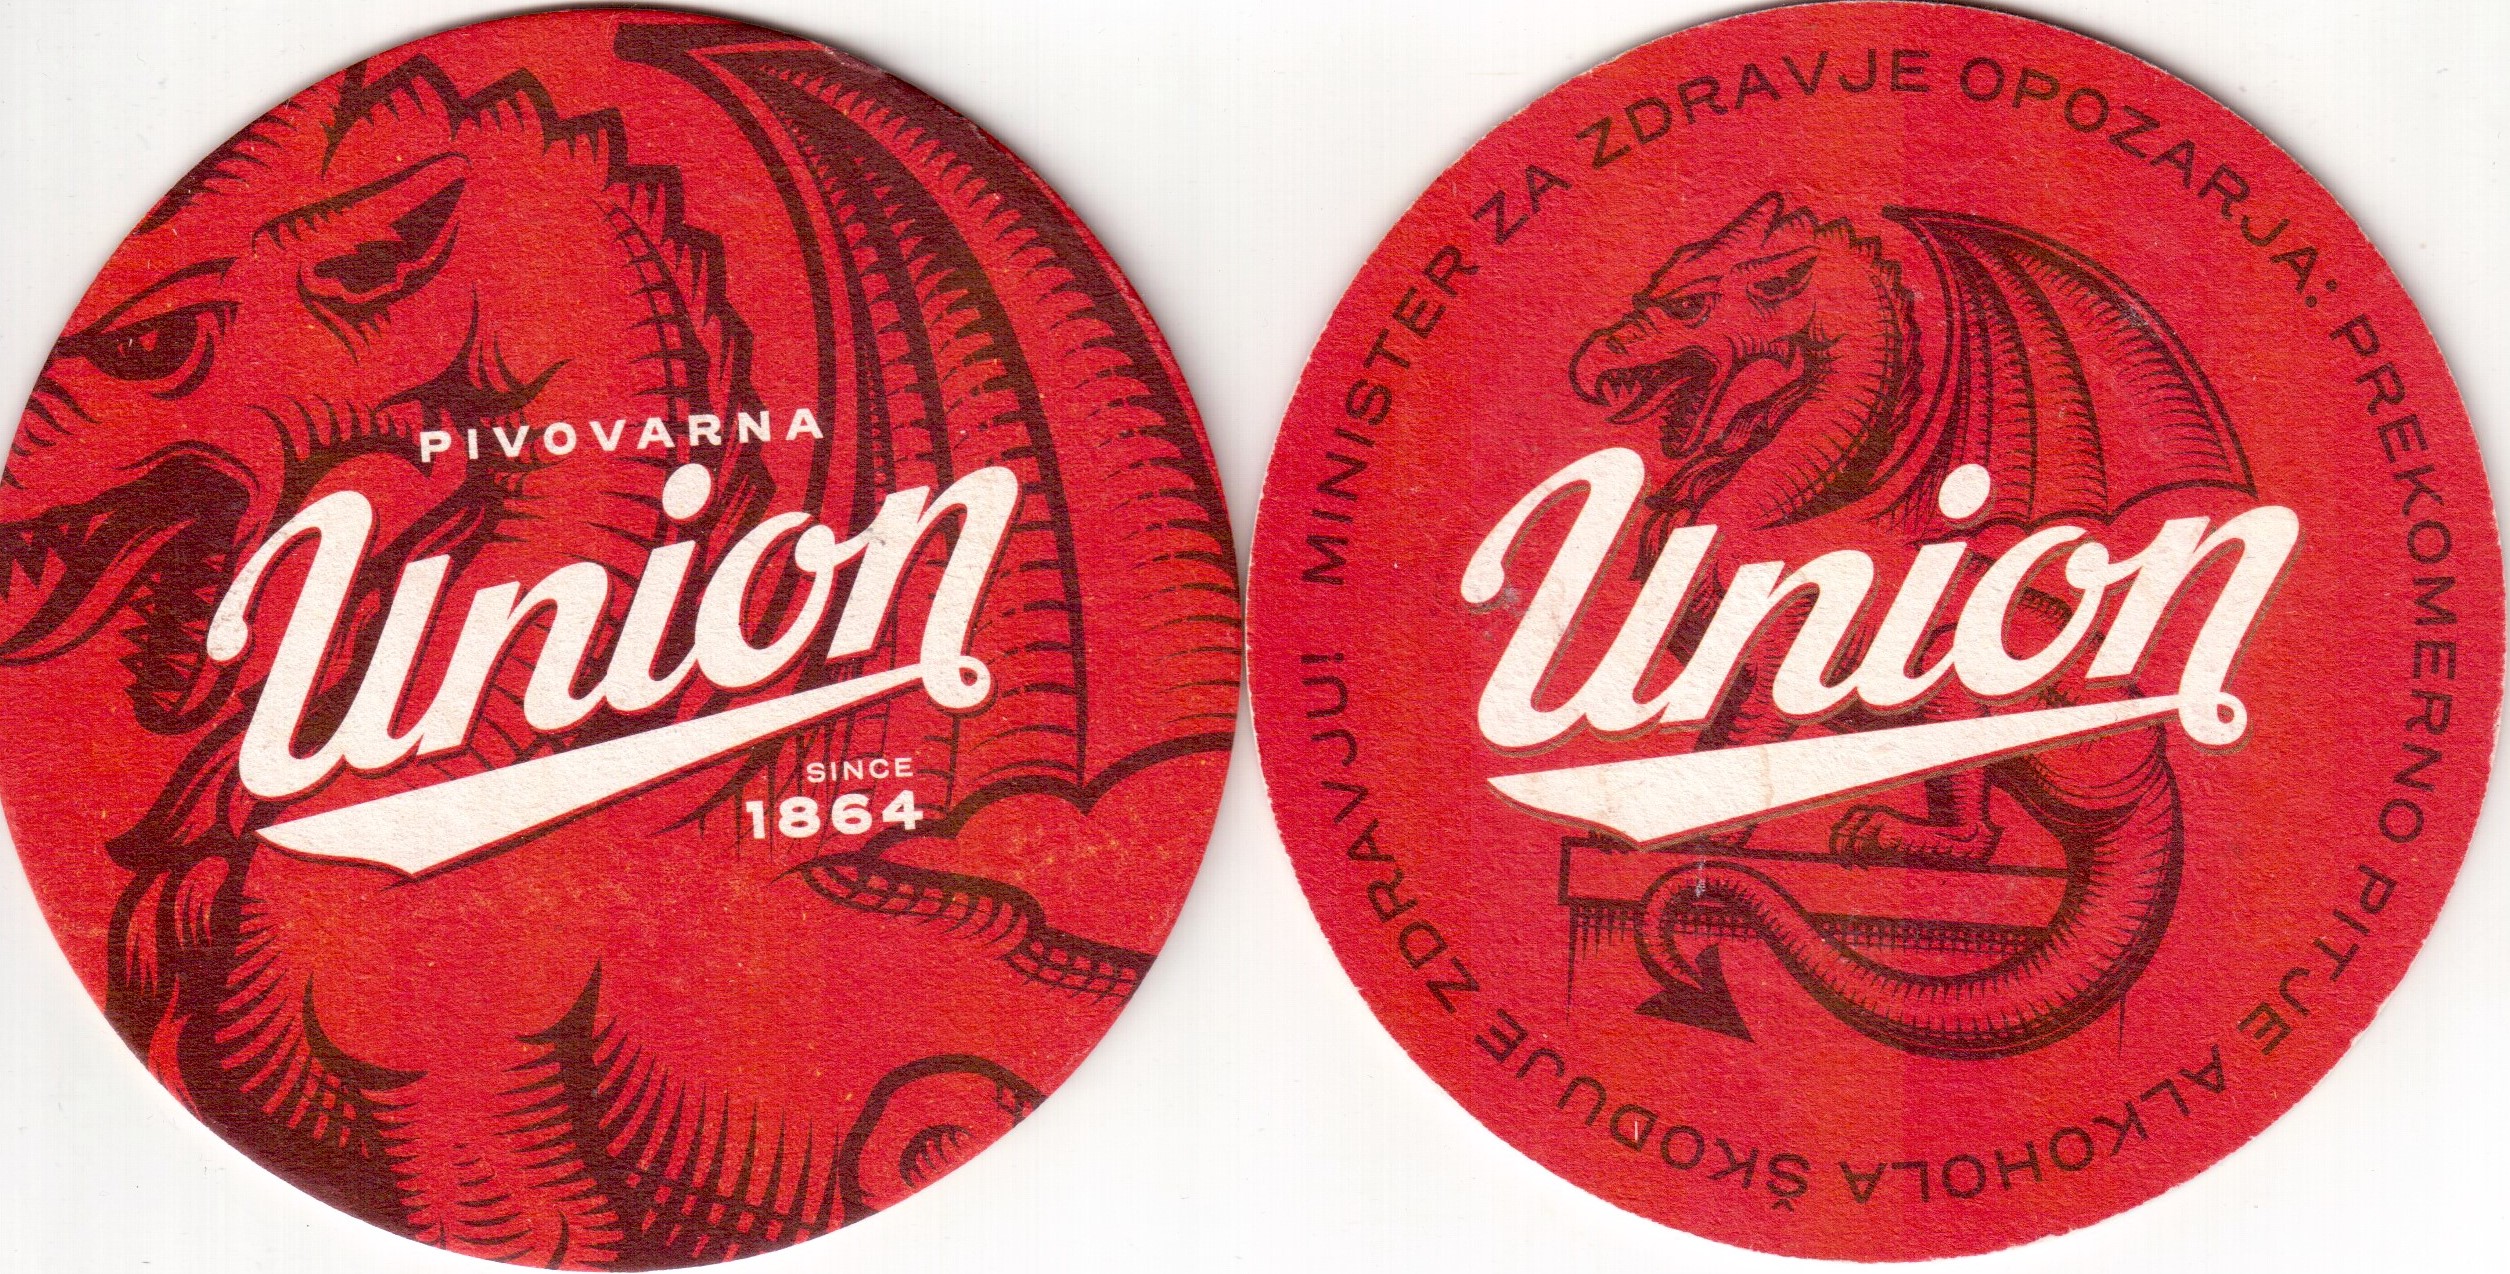 PIVOVARNA
Union
SINCE
1864
MINISTER ZA ZDRAVJE OPOZARJA: PREKOMERNO PITJE ALKOHOLA ŠKODUJE ZDRAVJU!
Union